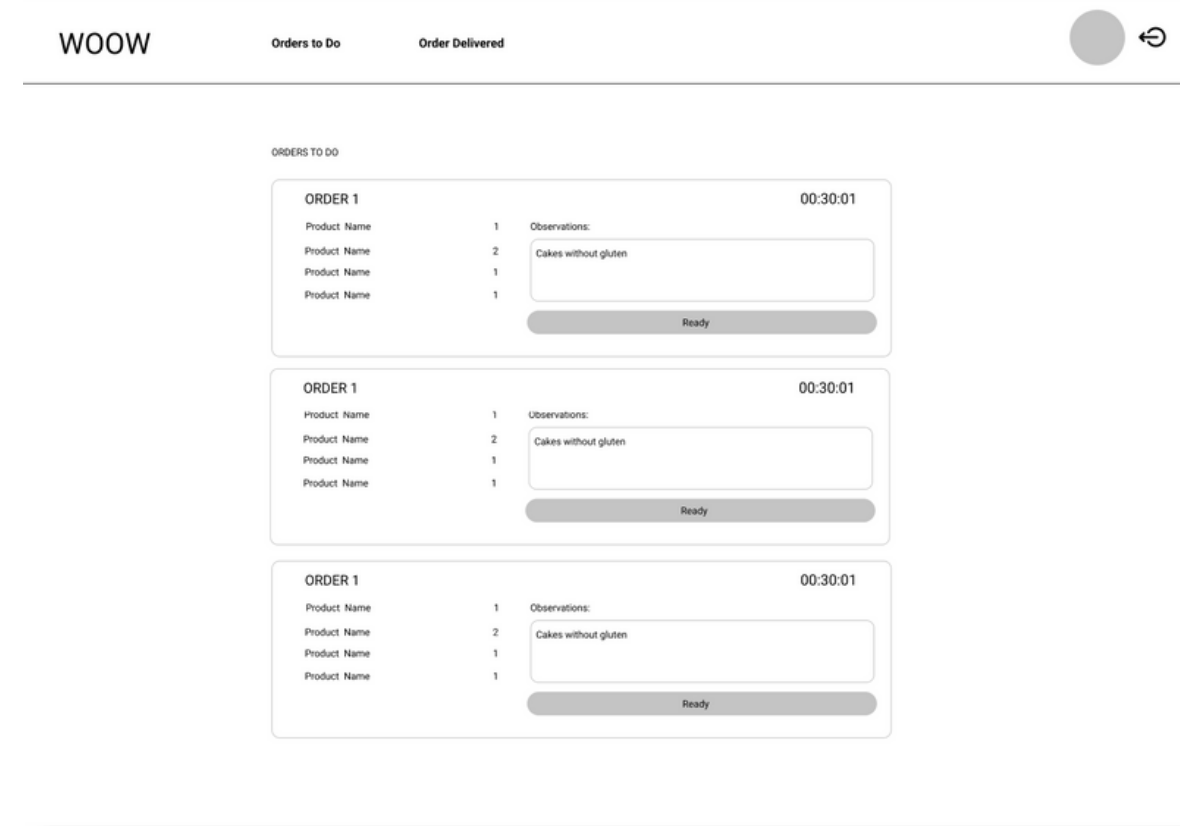 WOOW
Orders to Do
Order Delivered
ORDERS TO DO
ORDER 1 00:30:01
Product Name 1 Observations:
Product Name 2 Cakes without gluten
Product Name 1
Product Name 1
Ready
ORDER 1 00:30:01
Product Name 1 Observations:
Product Name 2 Cakes without gluten
Product Name 1
Product Name 1
Ready
ORDER 1 00:30:01
Product Name 1 Observations:
Product Name 2 Cakes without gluten
Product Name 1
Product Name 1
Ready